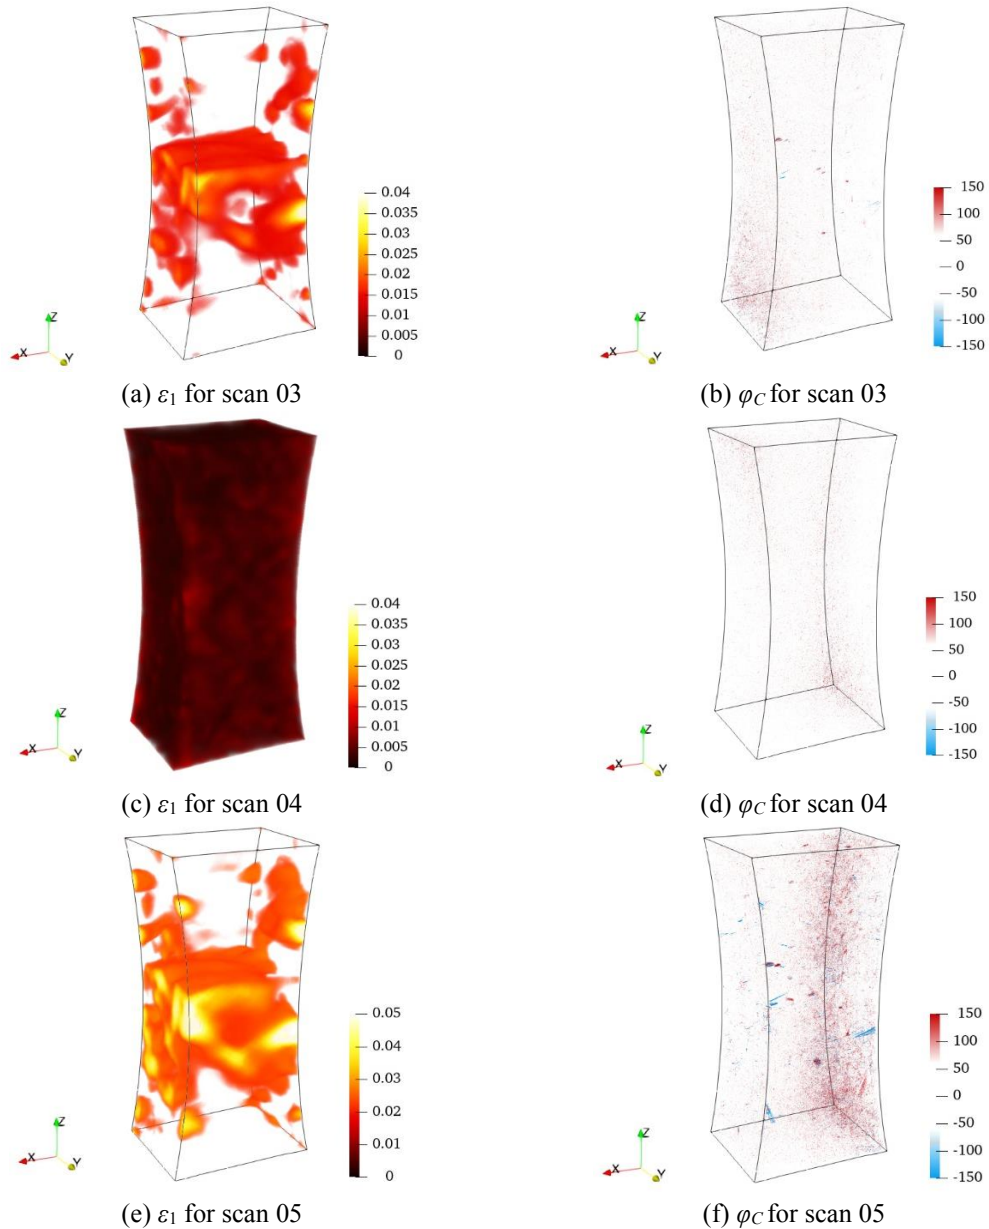 0.04
0.035
0.03
0.025
0.02
0.015
0.01
0.005
0
Z
X
Y
150
100
50
0
-50
-100
-150
Z
X
Y
(a) ε1 for scan 03
(b) φC for scan 03
0.04
0.035
0.03
0.025
0.02
0.015
0.01
0.005
0
Z
X
Y
150
100
50
0
-50
-100
-150
Z
X
Y
(c) ε1 for scan 04
(d) φC for scan 04
0.05
0.04
0.03
0.02
0.01
0
Z
X
Y
150
100
50
0
-50
-100
-150
Z
X
Y
(e) ε1 for scan 05
(f) φC for scan 05